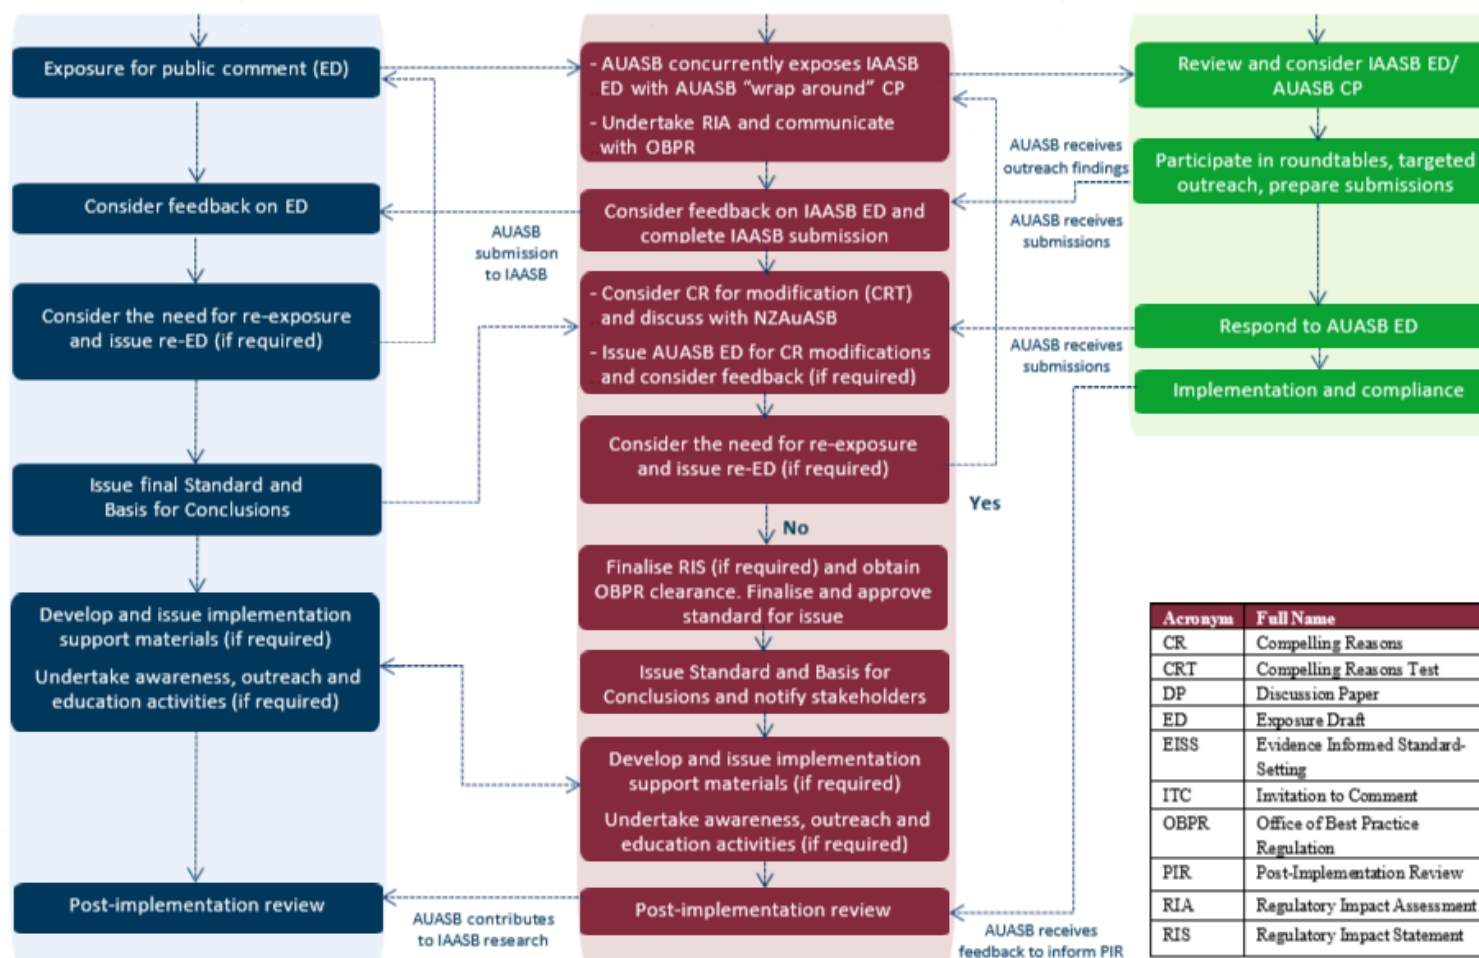 Exposure for public comment (ED)
Consider feedback on ED
Consider the need for re-exposure
and issue re-ED (if required)
Issue final Standard and
Basis for Conclusions
Develop and issue implementation
support materials (if required)
Undertake awareness, outreach and
education activities (if required)
Post-implementation review
AUASB
submission
to IAASB
AUASB contributes
to IAASB research
- AUASB concurrently exposes IAASB
ED with AUASB “wrap around” CP
- Undertake RIA and communicate
with OBPR
Consider feedback on IAASB ED and
complete IAASB submission
- Consider CR for modification (CRT)
and discuss with NZAuASB
- Issue AUASB ED for CR modifications
and consider feedback (if required)
Consider the need for re-exposure
and issue re-ED (if required)
Yes
No
Finalise RIS (if required) and obtain
OBPR clearance. Finalise and approve
standard for issue
Issue Standard and Basis for
Conclusions and notify stakeholders
Develop and issue implementation
support materials (if required)
Undertake awareness, outreach and
education activities (if required)
Post-implementation review
AUASB receives
outreach findings
AUASB receives
submissions
AUASB receives
submissions
AUASB receives
feedback to inform PIR
Review and consider IAASB ED/
AUASB CP
Participate in roundtables, targeted
outreach, prepare submissions
Respond to AUASB ED
Implementation and compliance
Acronym Full Name
CR Compelling Reasons
CRT Compelling Reasons Test
DP Discussion Paper
ED Exposure Draft
EISS Evidence Informed Standard-
Setting
ITC Invitation to Comment
OBPR Office of Best Practice
Regulation
PIR Post-Implementation Review
RIA Regulatory Impact Assessment
RIS Regulatory Impact Statement